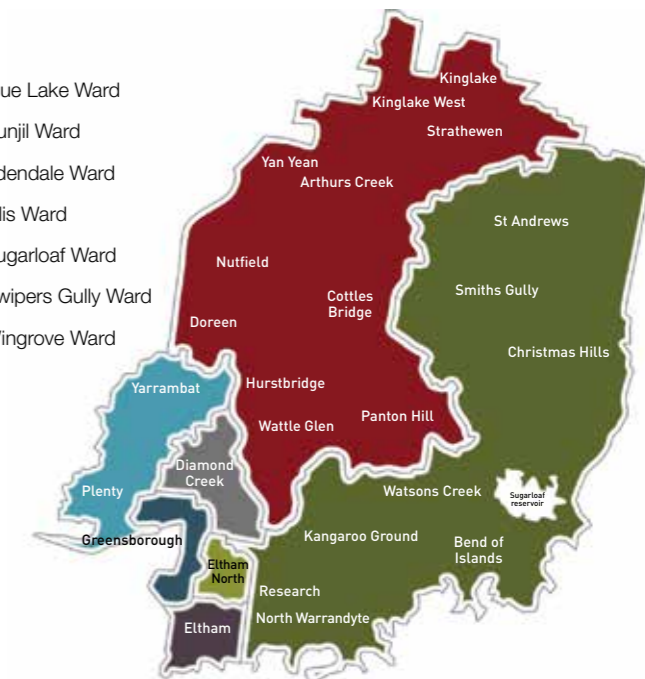 ue Lake Ward
unjil Ward
dendale Ward
lis Ward
ugarloaf Ward
wipers Gully Ward
ingrove Ward
Kinglake
Kinglake West
Strathewen
Yan Yean
Arthurs Creek
St Andrews
Nutfield
Smiths Gully
Cottles
Bridge
Doreen
Christmas Hills
Yarrambat
Hurstbridge
Panton Hill
Wattle Glen
Diamond
Creek
Plenty
Watsons Creek
Sugarloaf
reservoir
Greensborough
Kangaroo Ground
Bend of
Islands
Eltham
North
Research
North Warrandyte
Eltham